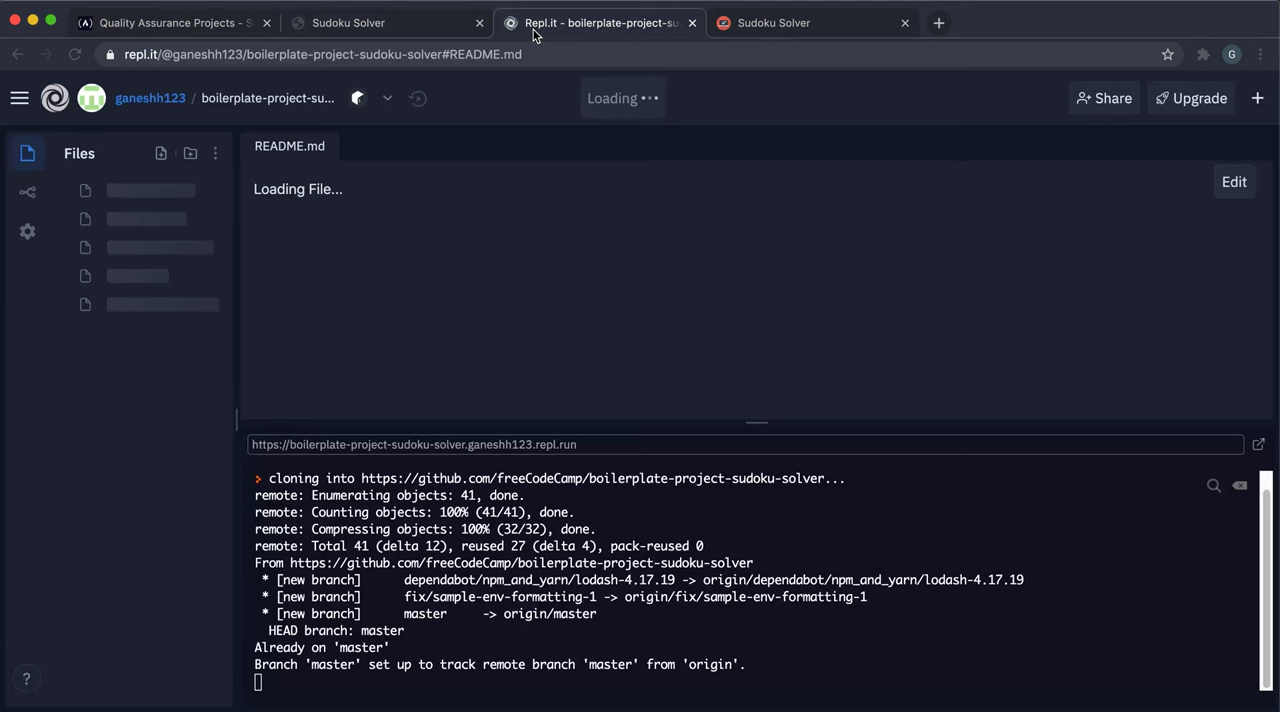 Quality Assurance Projects - S
Sudoku Solver
Repl.it - boilerplate-project-su
Sudoku Solver
repl.it/@ganeshh123/boilerplate-project-sudoku-solver#README.md
G
ganeshh123 / boilerplate-project-su...
Loading •••
Share
Upgrade
Files
README.md
Loading File...
Edit
https://boilerplate-project-sudoku-solver.ganeshh123.repl.run
cloning into https://github.com/freeCodeCamp/boilerplate-project-sudoku-solver...
remote: Enumerating objects: 41, done.
remote: Counting objects: 100% (41/41), done.
remote: Compressing objects: 100% (32/32), done.
remote: Total 41 (delta 12), reused 27 (delta 4), pack-reused 0
From https://github.com/freeCodeCamp/boilerplate-project-sudoku-solver
* [new branch] dependabot/npm_and_yarn/lodash-4.17.19 -> origin/dependabot/npm_and_yarn/lodash-4.17.19
* [new branch] fix/sample-env-formatting-1 -> origin/fix/sample-env-formatting-1
* [new branch] master -> origin/master
HEAD branch: master
Already on 'master'
Branch 'master' set up to track remote branch 'master' from 'origin'.
?